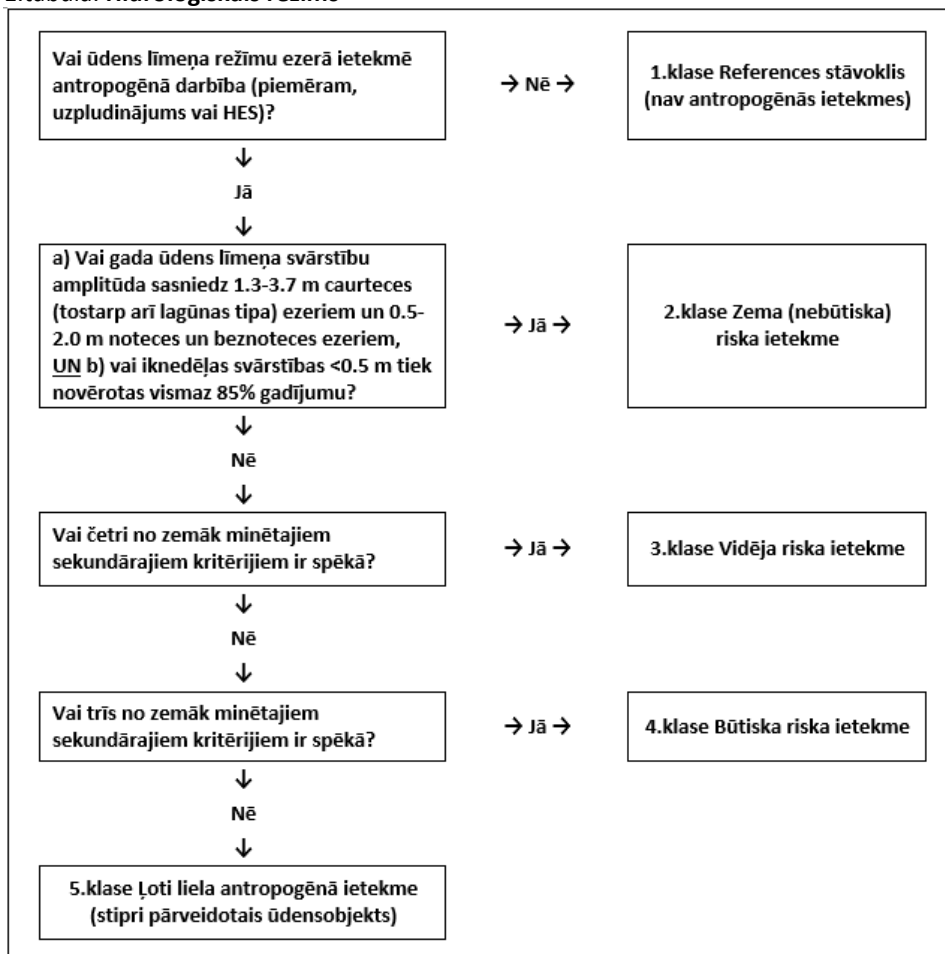 Vai ūdens līmeņa režīmu ezerā ietekmē
antropogēnā darbība (piemēram,
uzpludinājums vai HES)?
→ Nē →
1.klase References stāvoklis
(nav antropogēnās ietekmes)
↓
Jā
↓
a) Vai gada ūdens līmeņa svārstību
amplitūda sasniedz 1.3-3.7 m caurteces
(tostarp arī lagūnas tipa) ezeriem un 0.5-
2.0 m noteces un beznoteces ezeriem,
UN b) vai iknedēļas svārstības <0.5 m tiek
novērotas vismaz 85% gadījumu?
→ Jā →
2.klase Zema (nebūtiska)
riska ietekme
↓
Nē
↓
Vai četri no zemāk minētajiem
sekundārajiem kritērijiem ir spēkā?
→ Jā →
3.klase Vidēja riska ietekme
↓
Nē
↓
Vai trīs no zemāk minētajiem
sekundārajiem kritērijiem ir spēkā?
→ Jā →
4.klase Būtiska riska ietekme
↓
Nē
↓
5.klase Ļoti liela antropogēnā ietekme
(stipri pārveidotais ūdensobjekts)